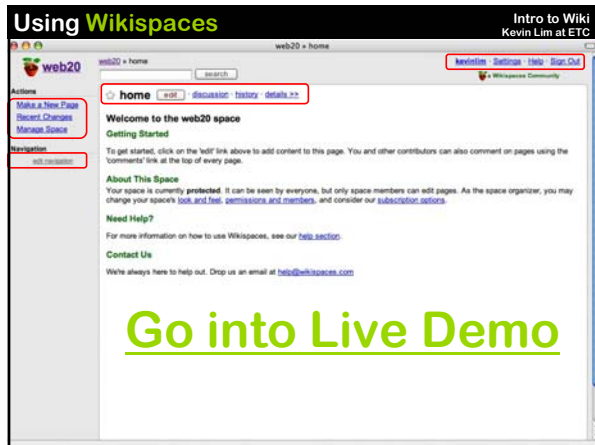 Using Wikispaces
Intro to Wiki
Kevin Lim at ETC
web20 » home
web20
web20 » home
search
kevinlim · Settings · Help · Sign Out
a Wikispaces Community
Actions
Make a New Page
Recent Changes
Manage Space
Navigation
edit navigation
home edit · discussion · history · details >>
Welcome to the web20 space
Getting Started
To get started, click on the 'edit' link above to add content to this page. You and other contributors can also comment on pages using the
'comments' link at the top of every page.
About This Space
Your space is currently protected. It can be seen by everyone, but only space members can edit pages. As the space organizer, you may
change your space's look and feel, permissions and members, and consider our subscription options.
Need Help?
For more information on how to use Wikispaces, see our help section.
Contact Us
We're always here to help out. Drop us an email at help@wikispaces.com
Go into Live Demo